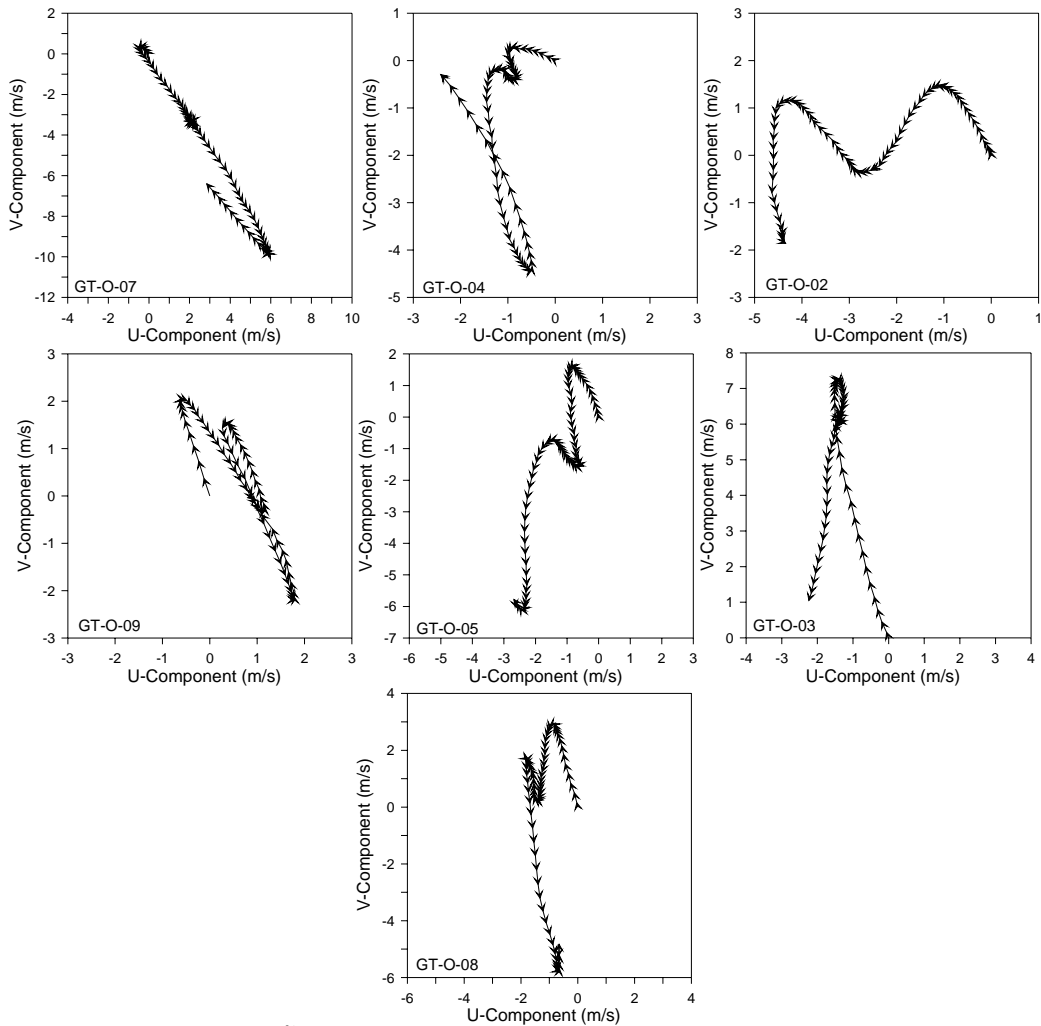 2
0
-2
-4
-6
-8
-10
-12
V-Component (m/s)
GT-O-07
-4 -2 0 2 4 6 8 10
U-Component (m/s)
1
0
-1
-2
-3
-4
-5
V-Component (m/s)
GT-O-04
-3 -2 -1 0 1 2 3
U-Component (m/s)
3
2
1
0
-1
-2
-3
V-Component (m/s)
GT-O-02
-5 -4 -3 -2 -1 0 1
U-Component (m/s)
3
2
1
0
-1
-2
-3
V-Component (m/s)
GT-O-09
-3 -2 -1 0 1 2 3
U-Component (m/s)
2
1
0
-1
-2
-3
-4
-5
-6
-7
V-Component (m/s)
GT-O-05
-6 -5 -4 -3 -2 -1 0 1 2 3
U-Component (m/s)
8
7
6
5
4
3
2
1
0
V-Component (m/s)
GT-O-03
-4 -3 -2 -1 0 1 2 3 4
U-Component (m/s)
4
2
0
-2
-4
-6
V-Component (m/s)
GT-O-08
-6 -4 -2 0 2 4
U-Component (m/s)